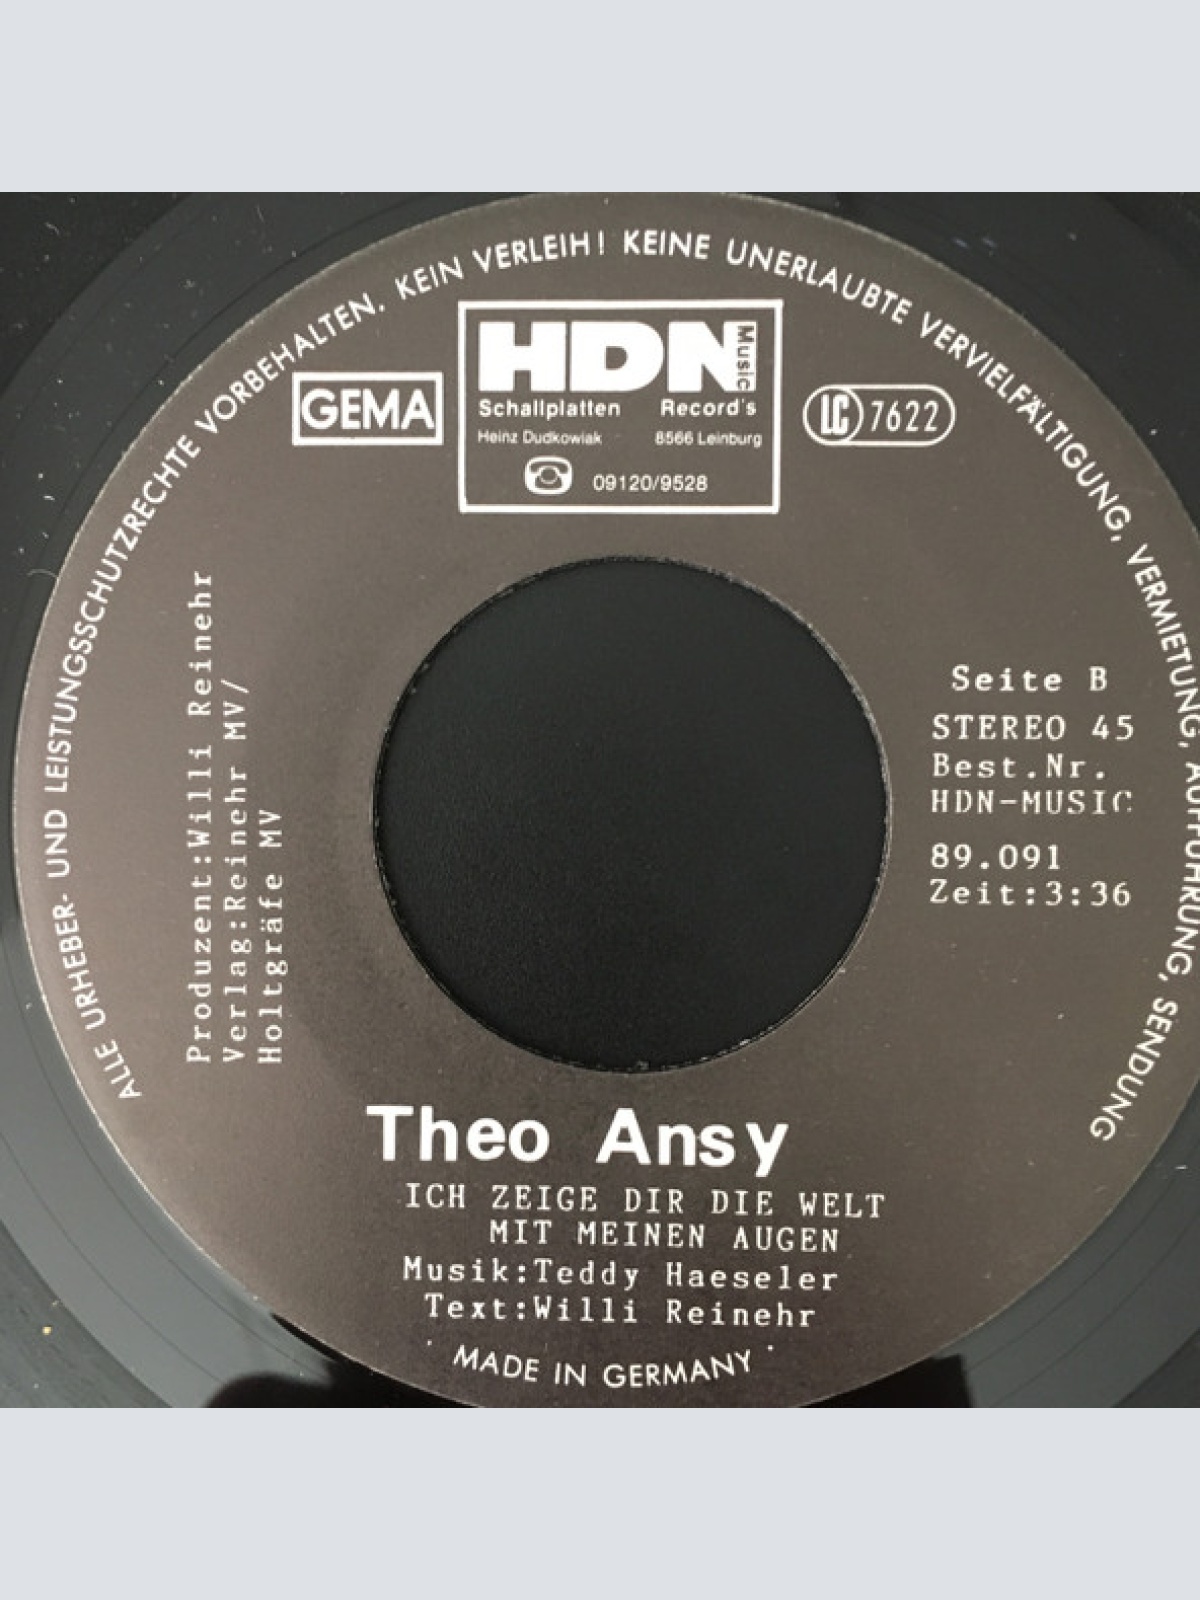 ALLE URHEBER- UND LEISTUNGSSCHUTZRECHTE VORBEHALTEN. KEIN VERLEIH! KEINE UNERLAUBTE VERVIELFÄLTIGUNG, VERMIETUNG, AUFFÜHRUNG, SENDUNG
GEMA
HDN Music
Schallplatten Record's
Heinz Dudkowiak 8566 Leinburg
09120/9528
LC 7622
Produzent:Willi Reinehr
Verlag:Reinehr MV/
Holtgräfe MV
Seite B
STEREO 45
Best.Nr.
HDN-MUSIC
89.091
Zeit:3:36
Theo Ansy
ICH ZEIGE DIR DIE WELT
MIT MEINEN AUGEN
Musik:Teddy Haeseler
Text:Willi Reinehr
MADE IN GERMANY